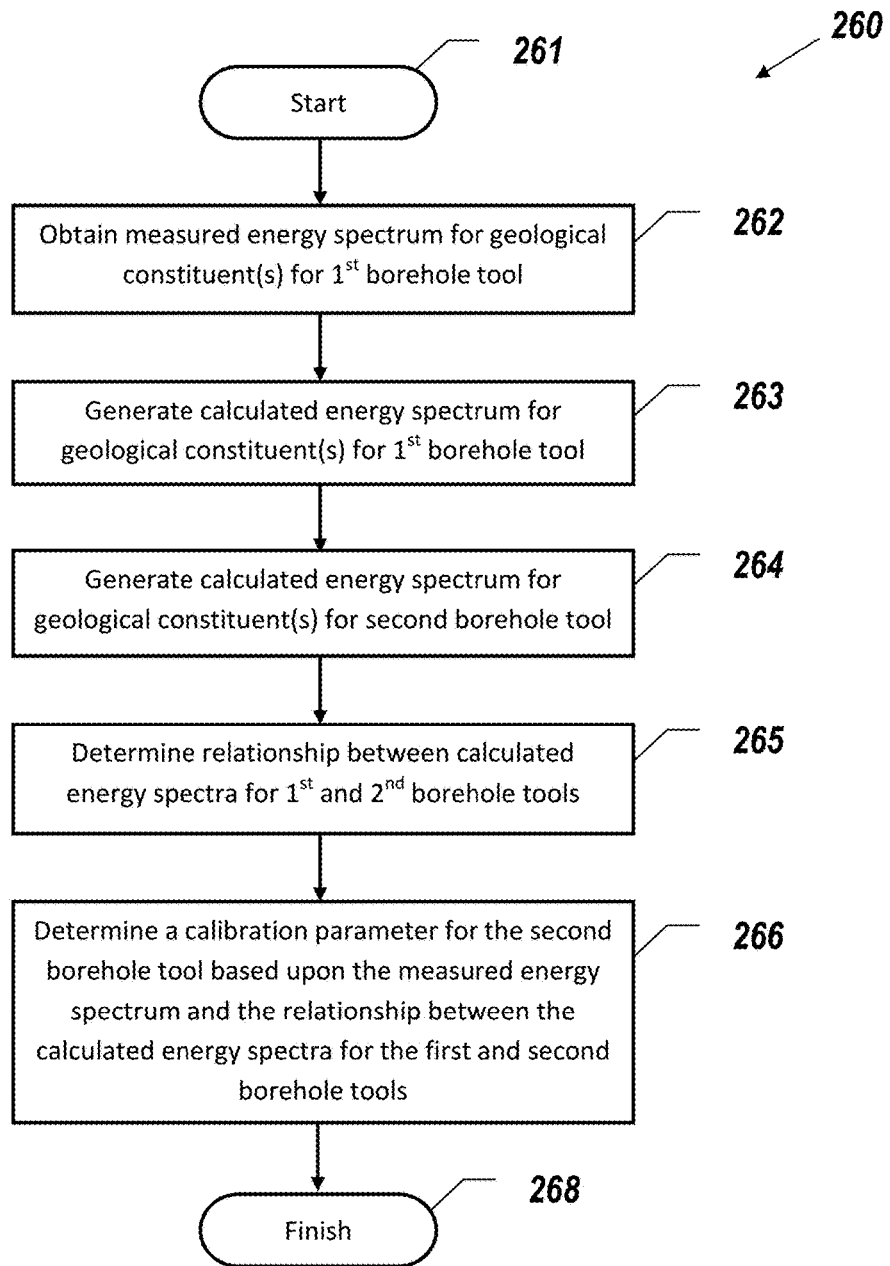 260
261
Start
262
Obtain measured energy spectrum for geological
constituent(s) for 1st borehole tool
263
Generate calculated energy spectrum for
geological constituent(s) for 1st borehole tool
264
Generate calculated energy spectrum for
geological constituent(s) for second borehole tool
265
Determine relationship between calculated
energy spectra for 1st and 2nd borehole tools
266
Determine a calibration parameter for the second
borehole tool based upon the measured energy
spectrum and the relationship between the
calculated energy spectra for the first and second
borehole tools
268
Finish